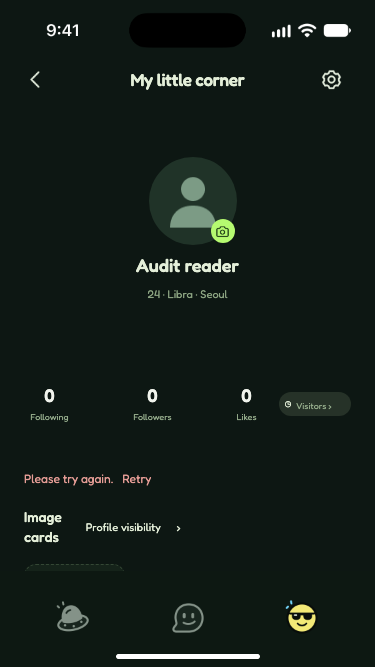 9:41
My little corner
Audit reader
24 · Libra · Seoul
0 0 0
Following Followers Likes Visitors ›
Please try again. Retry
Image
cards
Profile visibility ›